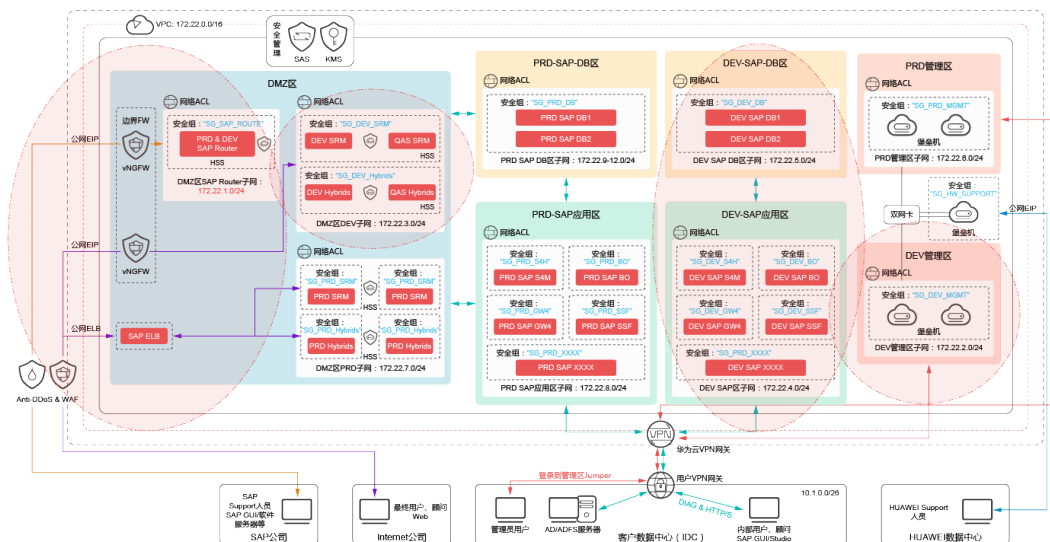 VPC: 172.22.0.0/16
安全管理
SAS
KMS
DMZ区
边界FW
公网EIP
vNGFW
网络ACL
安全组："SG_SAP_ROUTE"
PRD & DEV
SAP Router
HSS
DMZ区SAP Router子网：
172.22.1.0/24
网络ACL
安全组："SG_DEV_SRM"
DEV SRM
QAS SRM
HSS
安全组："SG_DEV_Hybrids"
DEV Hybrids
QAS Hybrids
HSS
DMZ区DEV子网：172.22.3.0/24
公网EIP
vNGFW
公网ELB
SAP ELB
网络ACL
安全组：
"SG_PRD_SRM"
PRD SRM
HSS
安全组：
"SG_PRD_SRM"
PRD SRM
安全组：
"SG_PRD_Hybrids"
PRD Hybrids
HSS
安全组：
"SG_PRD_Hybrids"
PRD Hybrids
DMZ区PRD子网：172.22.7.0/24
Anti-DDoS & WAF
PRD-SAP-DB区
网络ACL
安全组："SG_PRD_DB"
PRD SAP DB1
PRD SAP DB2
PRD SAP DB区子网：172.22.9-12.0/24
DEV-SAP-DB区
网络ACL
安全组："SG_DEV_DB"
DEV SAP DB1
DEV SAP DB2
DEV SAP DB区子网：172.22.5.0/24
PRD管理区
网络ACL
安全组："SG_PRD_MGMT"
堡垒机
PRD管理区子网：172.22.6.0/24
安全组：
"SG_HW_SUPPORT"
堡垒机
双网卡
公网EIP
PRD-SAP应用区
网络ACL
安全组：
"SG_PRD_S4H"
PRD SAP S4M
安全组：
"SG_PRD_BO"
PRD SAP BO
安全组：
"SG_PRD_GW4"
PRD SAP GW4
安全组：
"SG_PRD_SSF"
PRD SAP SSF
安全组："SG_PRD_XXXX"
PRD SAP XXXX
PRD SAP应用区子网：172.22.8.0/24
DEV-SAP应用区
网络ACL
安全组：
"SG_DEV_S4H"
DEV SAP S4M
安全组：
"SG_DEV_BO"
DEV SAP BO
安全组：
"SG_DEV_GW4"
DEV SAP GW4
安全组：
"SG_DEV_SSF"
DEV SAP SSF
安全组："SG_PRD_XXXX"
DEV SAP XXXX
DEV SAP区子网：172.22.4.0/24
DEV管理区
网络ACL
安全组："SG_DEV_MGMT"
堡垒机
DEV管理区子网：172.22.2.0/24
VPN
华为云VPN网关
用户VPN网关
登录到管理区Jumper
DIAG & HTTP/S
10.1.0.0/26
SAP
Support人员
SAP GUI/软件
服务器等
SAP公司
最终用户，顾问
Web
Internet公司
管理员用户
AD/ADFS服务器
内部用户，顾问
SAP GUI/Studio
客户数据中心（IDC）
HUAWEI Support
人员
HUAWEI数据中心